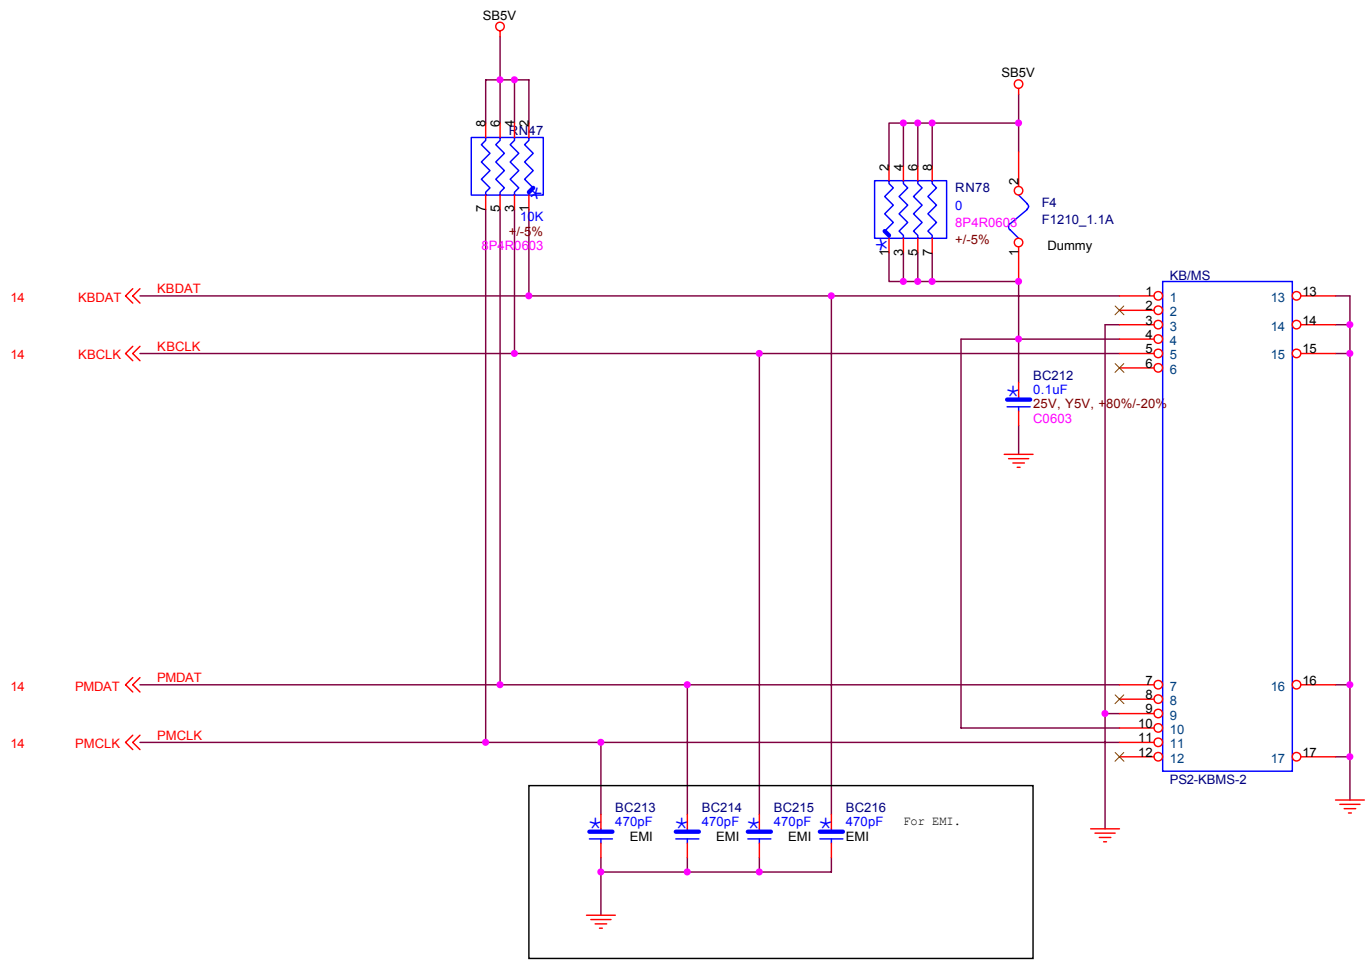 SB5V
8 6 4 2
RN47
7 5 3 1
10K
+/-5%
8P4R0603
SB5V
2 4 6 8
RN78
0
8P4R0603
+/-5%
1 3 5 7
2
F4
F1210_1.1A
1
Dummy
KB/MS
14 KBDAT KBDAT
1 1 13 13
2 2
3 3 14 14
4 4
14 KBCLK KBCLK
5 5 15 15
6 6
BC212
0.1uF
25V, Y5V, +80%/-20%
C0603
14 PMDAT PMDAT
7 7 16 16
8 8
9 9
10 10
14 PMCLK PMCLK
11 11
12 12 17 17
PS2-KBMS-2
BC213 BC214 BC215 BC216
470pF 470pF 470pF 470pF For EMI.
EMI EMI EMI EMI